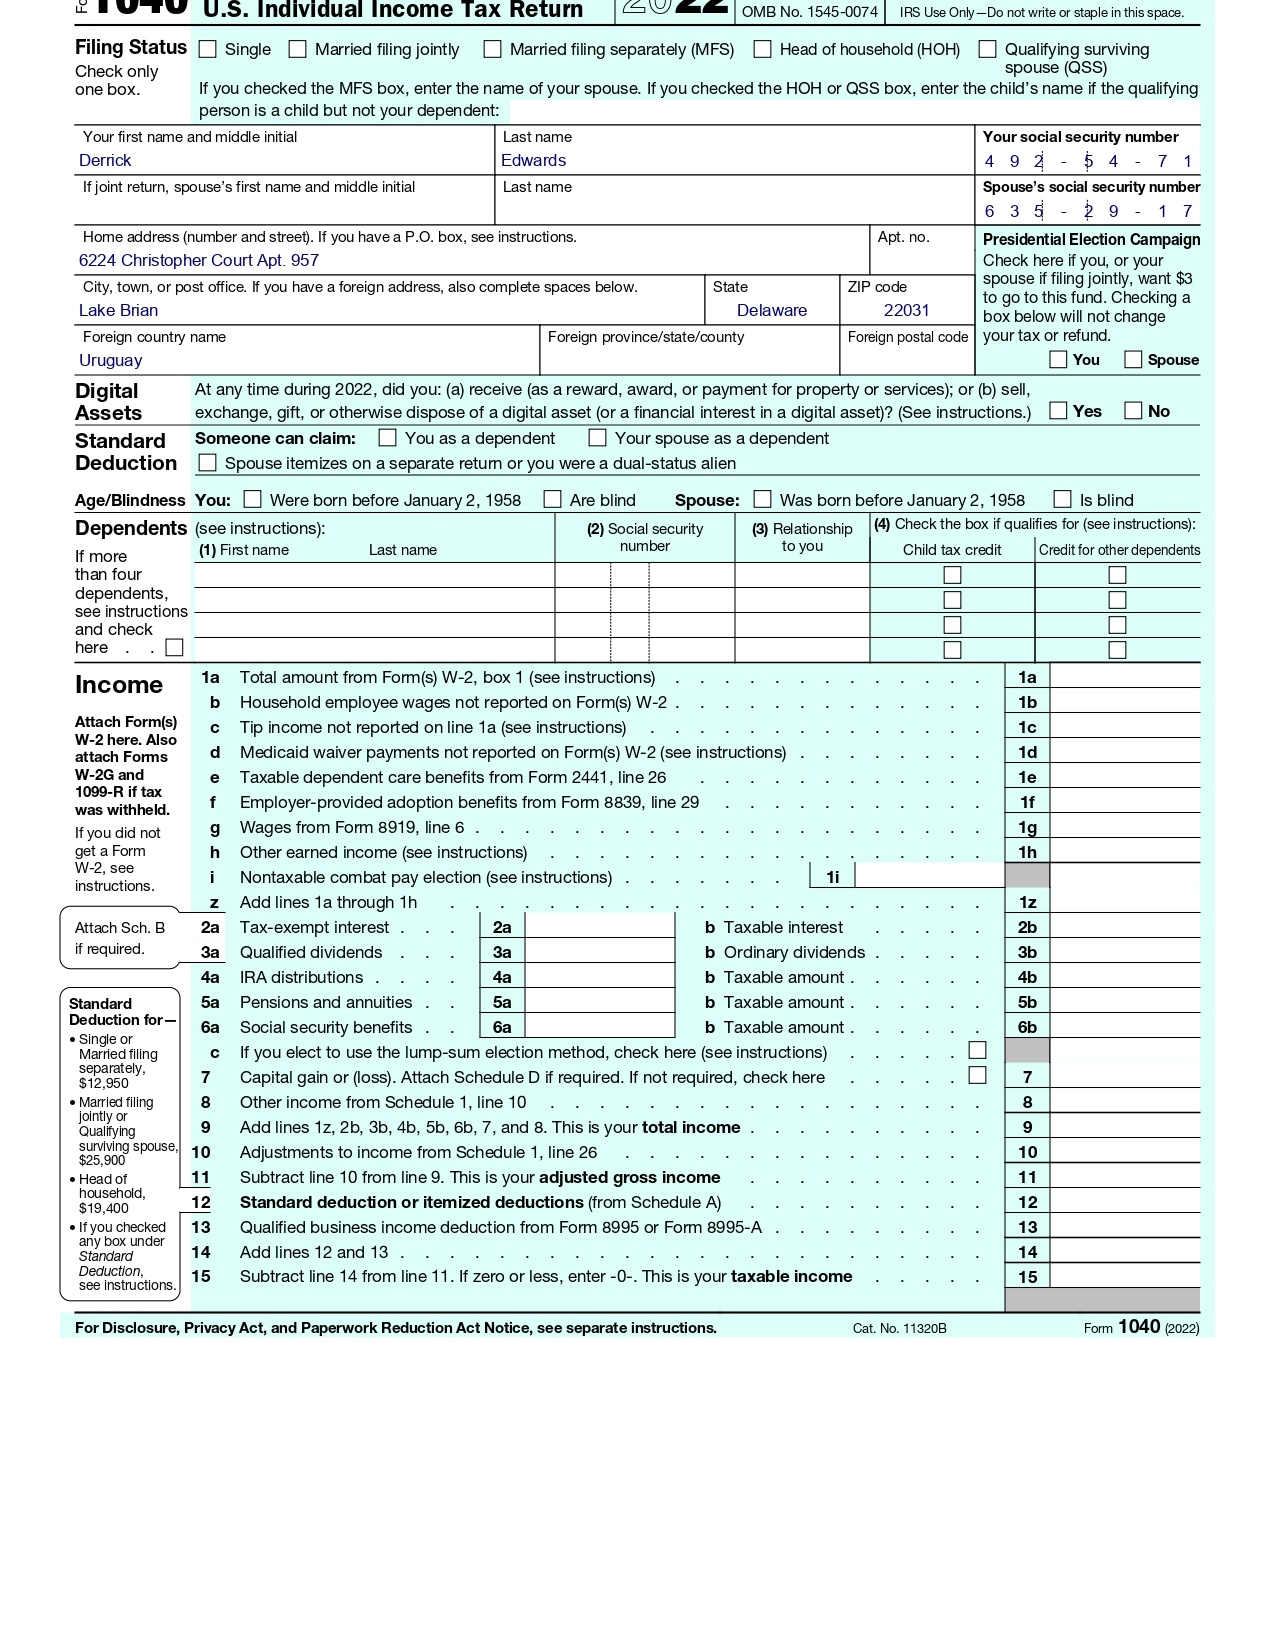 1040 U.S. Individual Income Tax Return 2022 OMB No. 1545-0074 IRS Use Only—Do not write or staple in this space.
Filing Status
Check only
one box.
Single Married filing jointly Married filing separately (MFS) Head of household (HOH) Qualifying surviving
spouse (QSS)
If you checked the MFS box, enter the name of your spouse. If you checked the HOH or QSS box, enter the child’s name if the qualifying
person is a child but not your dependent:
Your first name and middle initial Last name Your social security number
Derrick Edwards 4 9 2 - 5 4 - 7 1
If joint return, spouse’s first name and middle initial Last name Spouse’s social security number
6 3 5 - 2 9 - 1 7
Home address (number and street). If you have a P.O. box, see instructions. Apt. no.
6224 Christopher Court Apt. 957
City, town, or post office. If you have a foreign address, also complete spaces below. State ZIP code
Lake Brian Delaware 22031
Foreign country name Foreign province/state/county Foreign postal code
Uruguay
Presidential Election Campaign
Check here if you, or your
spouse if filing jointly, want $3
to go to this fund. Checking a
box below will not change
your tax or refund.
You Spouse
Digital
Assets
At any time during 2022, did you: (a) receive (as a reward, award, or payment for property or services); or (b) sell,
exchange, gift, or otherwise dispose of a digital asset (or a financial interest in a digital asset)? (See instructions.) Yes No
Standard
Deduction
Someone can claim: You as a dependent Your spouse as a dependent
Spouse itemizes on a separate return or you were a dual-status alien
Age/Blindness You: Were born before January 2, 1958 Are blind Spouse: Was born before January 2, 1958 Is blind
Dependents (see instructions):
(1) First name Last name
(2) Social security
number
(3) Relationship
to you
(4) Check the box if qualifies for (see instructions):
Child tax credit Credit for other dependents
If more
than four
dependents,
see instructions
and check
here . .
Income
Attach Form(s)
W-2 here. Also
attach Forms
W-2G and
1099-R if tax
was withheld.
If you did not
get a Form
W-2, see
instructions.
1a Total amount from Form(s) W-2, box 1 (see instructions) 1a
b Household employee wages not reported on Form(s) W-2 1b
c Tip income not reported on line 1a (see instructions) 1c
d Medicaid waiver payments not reported on Form(s) W-2 (see instructions) 1d
e Taxable dependent care benefits from Form 2441, line 26 1e
f Employer-provided adoption benefits from Form 8839, line 29 1f
g Wages from Form 8919, line 6 1g
h Other earned income (see instructions) 1h
i Nontaxable combat pay election (see instructions) 1i
z Add lines 1a through 1h 1z
Attach Sch. B
if required.
2a Tax-exempt interest 2a b Taxable interest 2b
3a Qualified dividends 3a b Ordinary dividends 3b
4a IRA distributions 4a b Taxable amount 4b
5a Pensions and annuities 5a b Taxable amount 5b
6a Social security benefits 6a b Taxable amount 6b
c If you elect to use the lump-sum election method, check here (see instructions)
7 Capital gain or (loss). Attach Schedule D if required. If not required, check here 7
8 Other income from Schedule 1, line 10 8
9 Add lines 1z, 2b, 3b, 4b, 5b, 6b, 7, and 8. This is your total income 9
10 Adjustments to income from Schedule 1, line 26 10
11 Subtract line 10 from line 9. This is your adjusted gross income 11
12 Standard deduction or itemized deductions (from Schedule A) 12
13 Qualified business income deduction from Form 8995 or Form 8995-A 13
14 Add lines 12 and 13 14
15 Subtract line 14 from line 11. If zero or less, enter -0-. This is your taxable income 15
Standard
Deduction for—
• Single or
Married filing
separately,
$12,950
• Married filing
jointly or
Qualifying
surviving spouse,
$25,900
• Head of
household,
$19,400
• If you checked
any box under
Standard
Deduction,
see instructions.
For Disclosure, Privacy Act, and Paperwork Reduction Act Notice, see separate instructions. Cat. No. 11320B Form 1040 (2022)